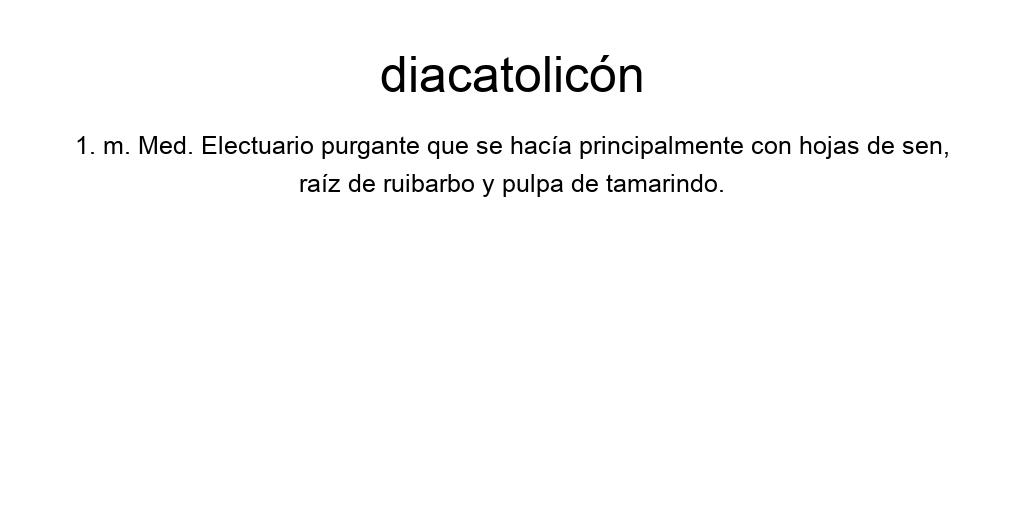 diacatolicón
1. m. Med. Electuario purgante que se hacía principalmente con hojas de sen,
raíz de ruibarbo y pulpa de tamarindo.